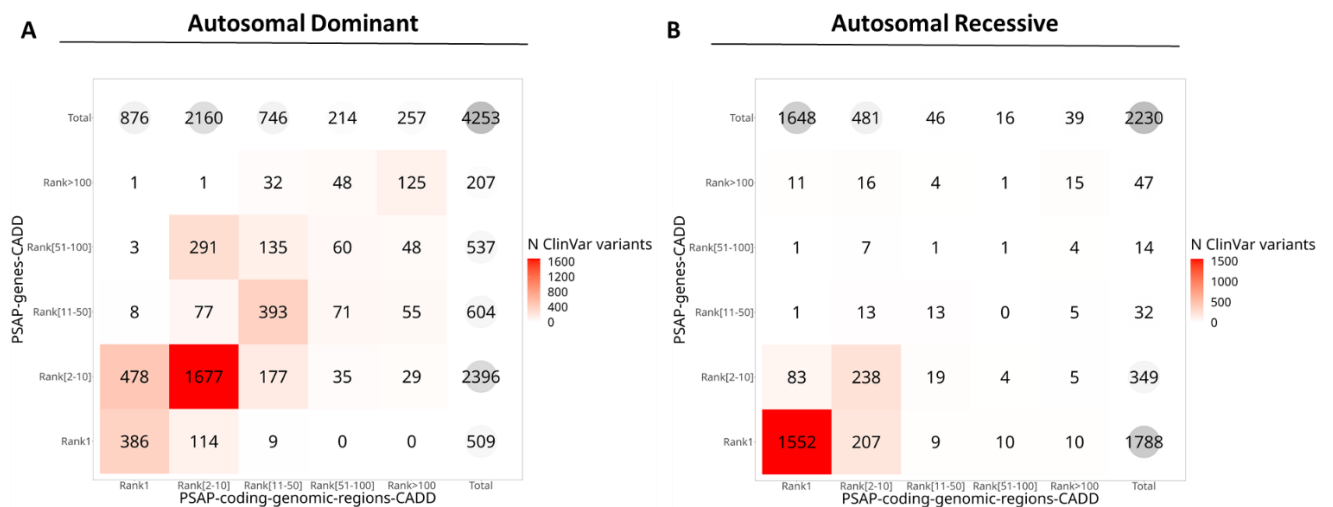 A
Autosomal Dominant
Total 876 2160 746 214 257 4253
Rank>100 1 1 32 48 125 207
Rank[51-100] 3 291 135 60 48 537
Rank[11-50] 8 77 393 71 55 604
Rank[2-10] 478 1677 177 35 29 2396
Rank1 386 114 9 0 0 509
Rank1 Rank[2-10] Rank[11-50] Rank[51-100] Rank>100 Total
PSAP-coding-genomic-regions-CADD
PSAP-genes-CADD
N ClinVar variants
1600
1200
800
400
0
B
Autosomal Recessive
Total 1648 481 46 16 39 2230
Rank>100 11 16 4 1 15 47
Rank[51-100] 1 7 1 1 4 14
Rank[11-50] 1 13 13 0 5 32
Rank[2-10] 83 238 19 4 5 349
Rank1 1552 207 9 10 10 1788
Rank1 Rank[2-10] Rank[11-50] Rank[51-100] Rank>100 Total
PSAP-coding-genomic-regions-CADD
PSAP-genes-CADD
N ClinVar variants
1500
1000
500
0